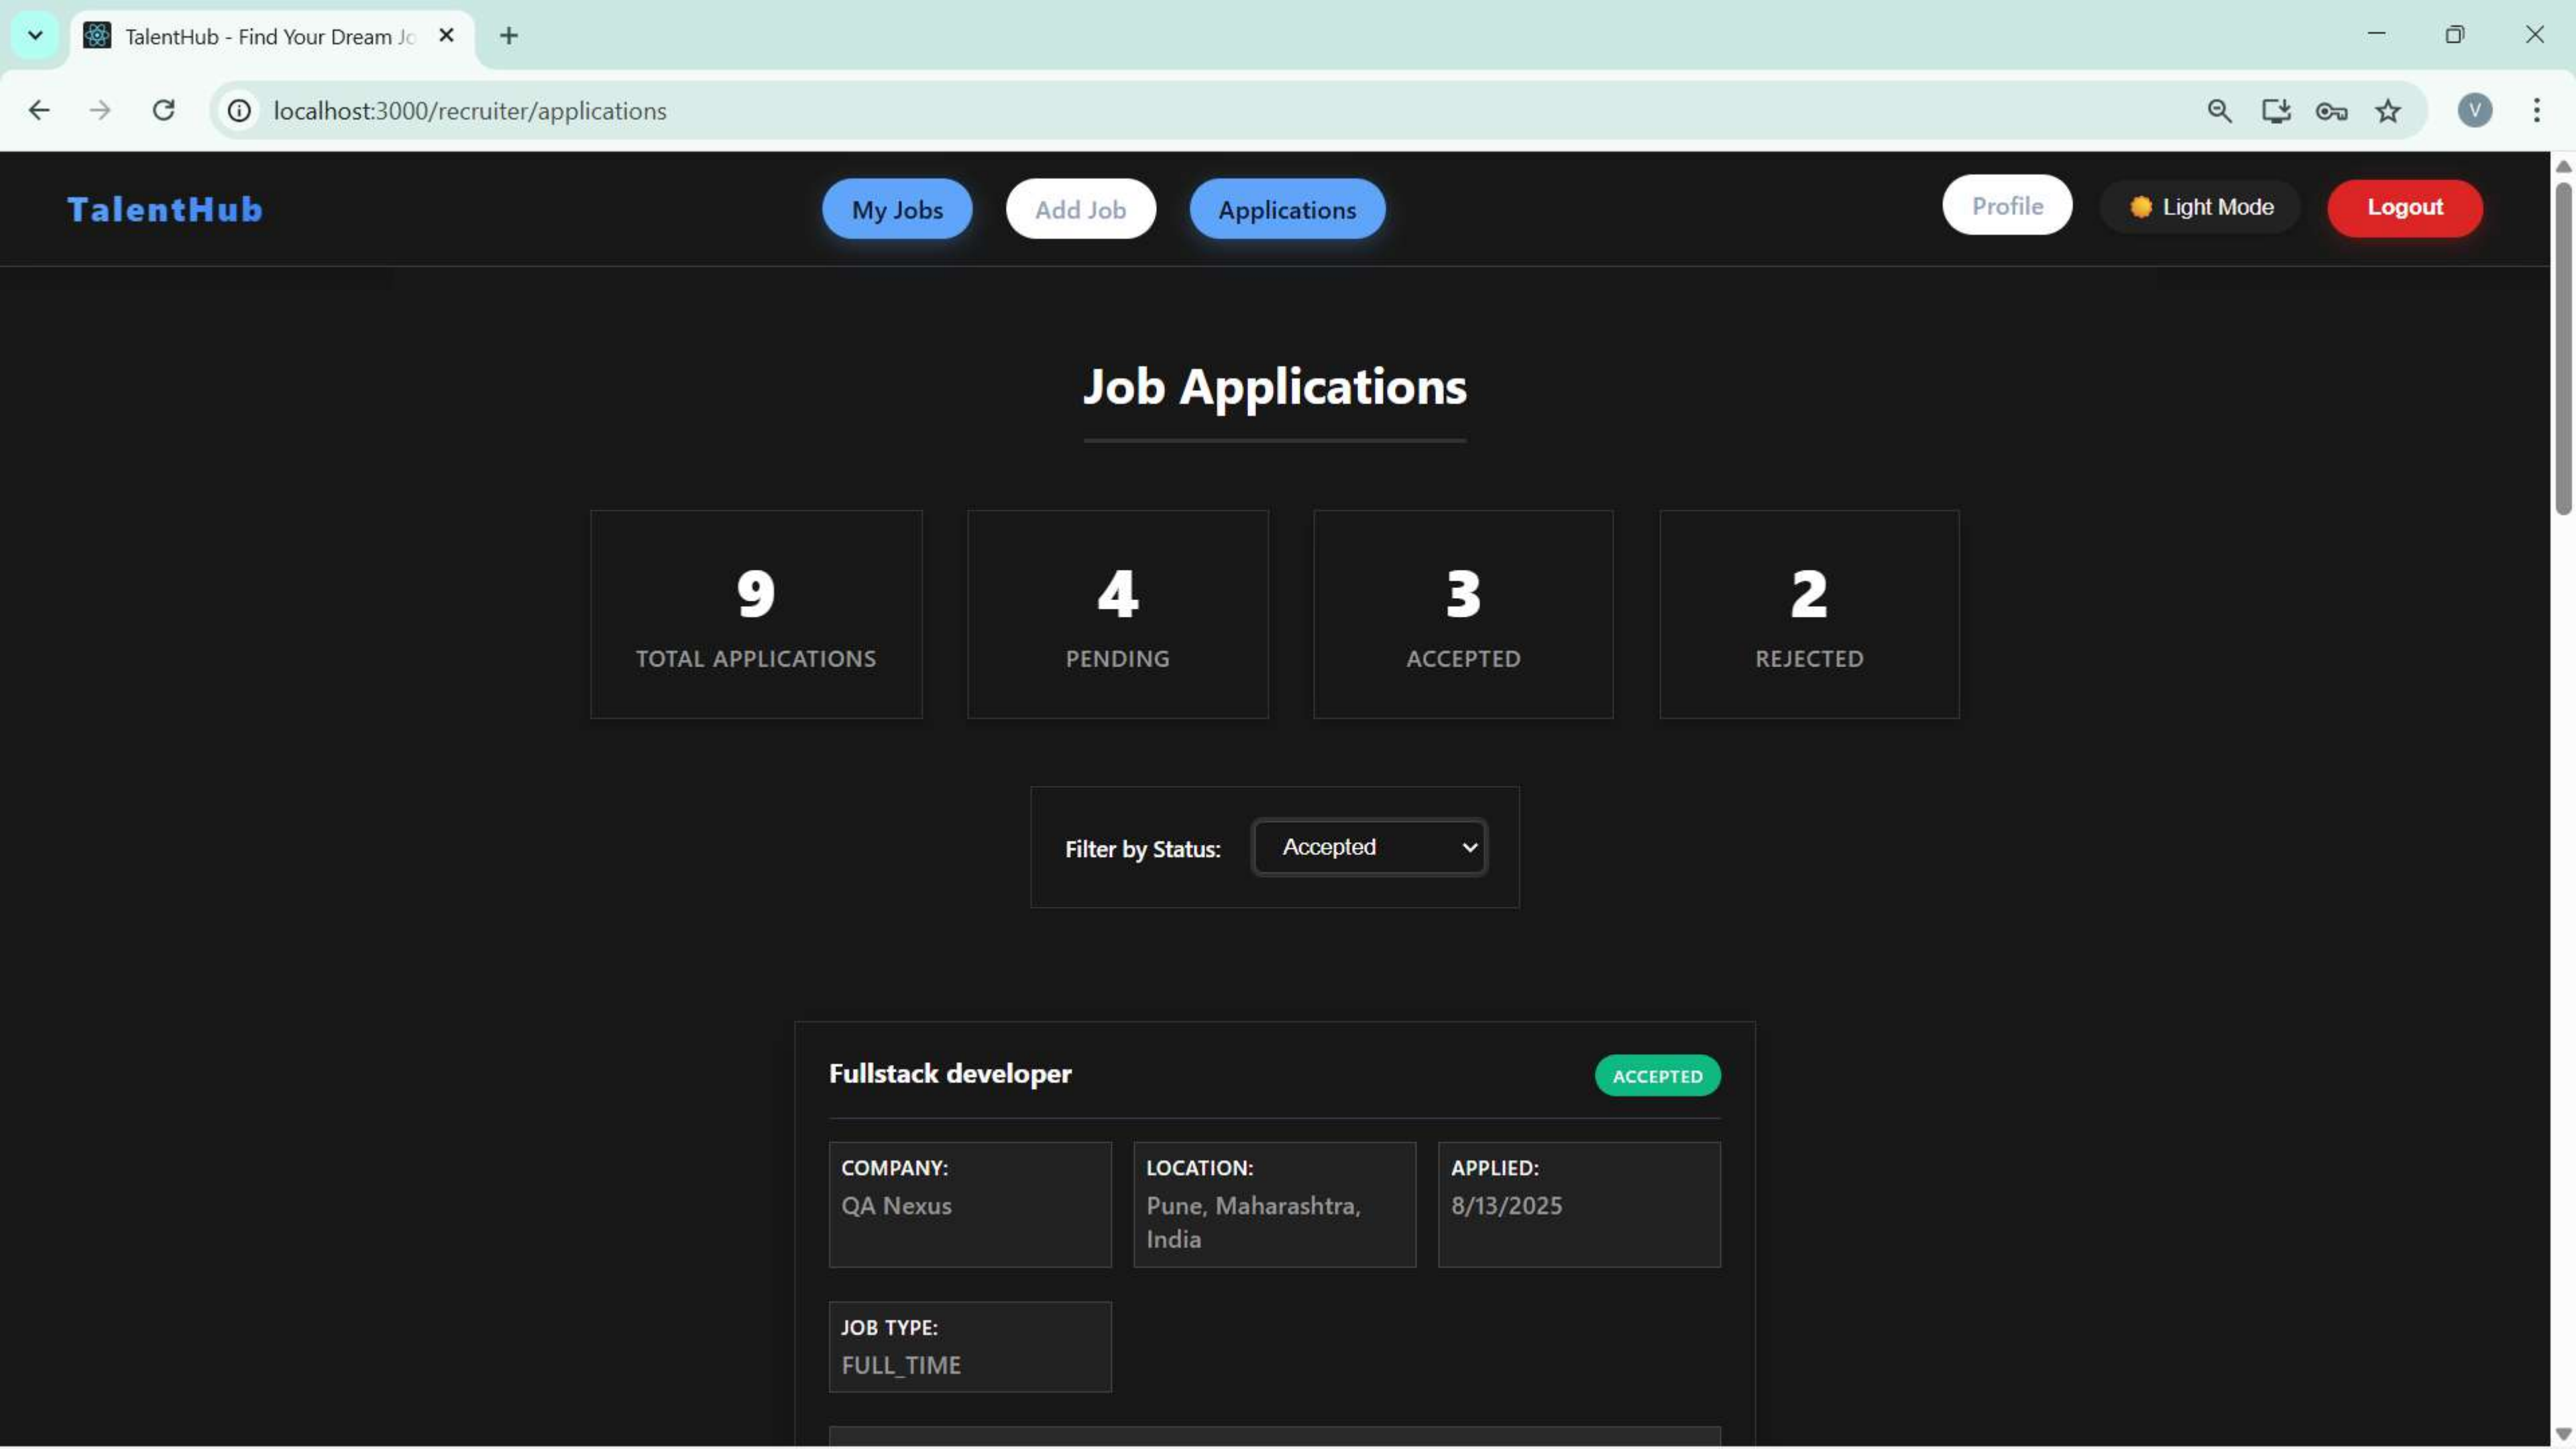 TalentHub - Find Your Dream Jo
localhost:3000/recruiter/applications
V
TalentHub
My Jobs
Add Job
Applications
Profile
Light Mode
Logout
Job Applications
9
TOTAL APPLICATIONS
4
PENDING
3
ACCEPTED
2
REJECTED
Filter by Status:
Accepted
Fullstack developer
ACCEPTED
COMPANY:
QA Nexus
LOCATION:
Pune, Maharashtra,
India
APPLIED:
8/13/2025
JOB TYPE:
FULL_TIME